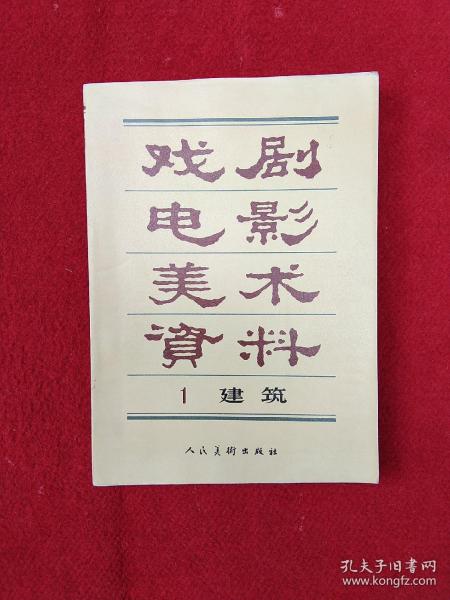 戏剧
电影
美术
資料
1 建筑
人民美術出版社
孔夫子旧书网
www.kongfz.com